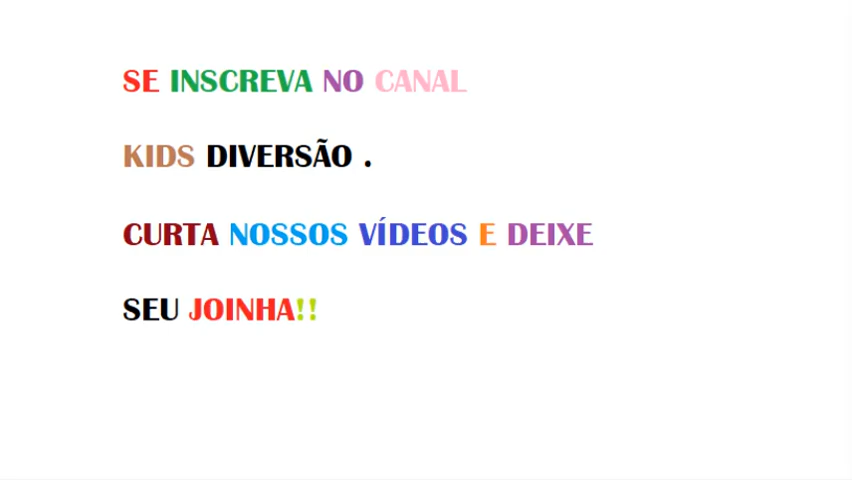 SE INSCREVA NO CANAL
KIDS DIVERSÃO .
CURTA NOSSOS VÍDEOS E DEIXE
SEU JOINHA!!